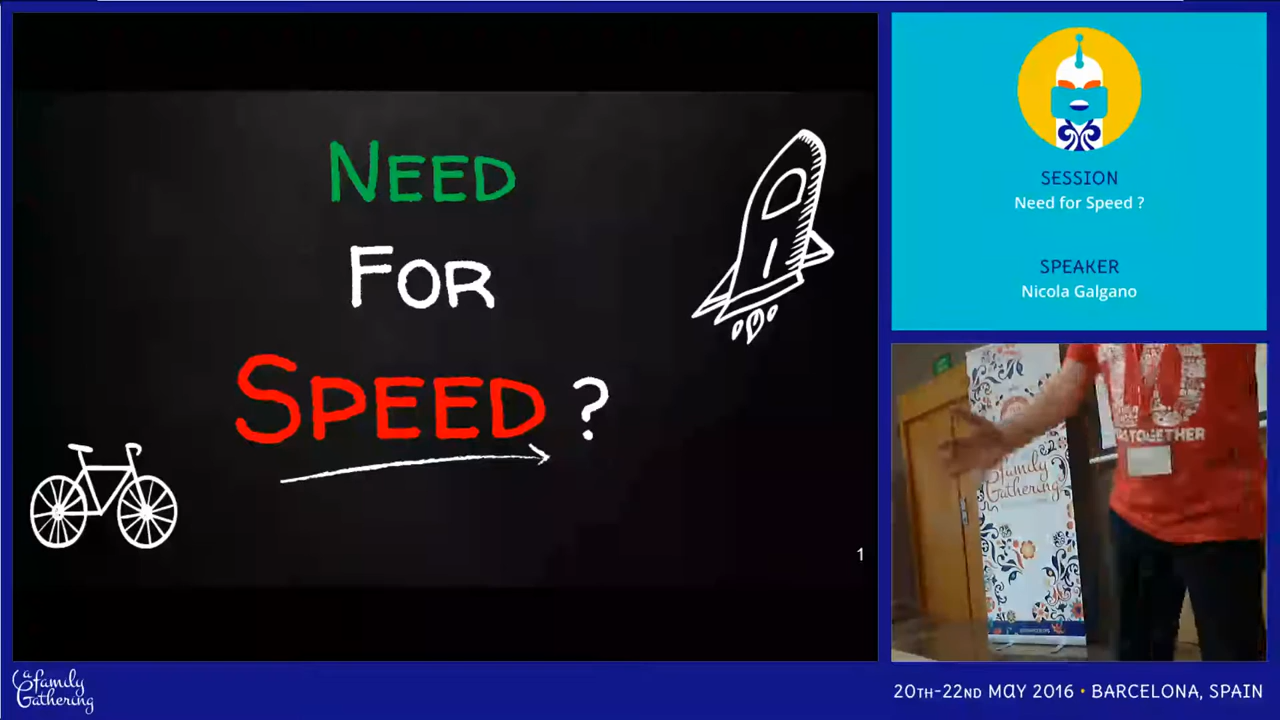 NEED
FOR
SPEED ?
1
SESSION
Need for Speed ?
SPEAKER
Nicola Galgano
TOGETHER
family
Gathering
a family
Gathering
20TH-22ND MAY 2016 • BARCELONA, SPAIN